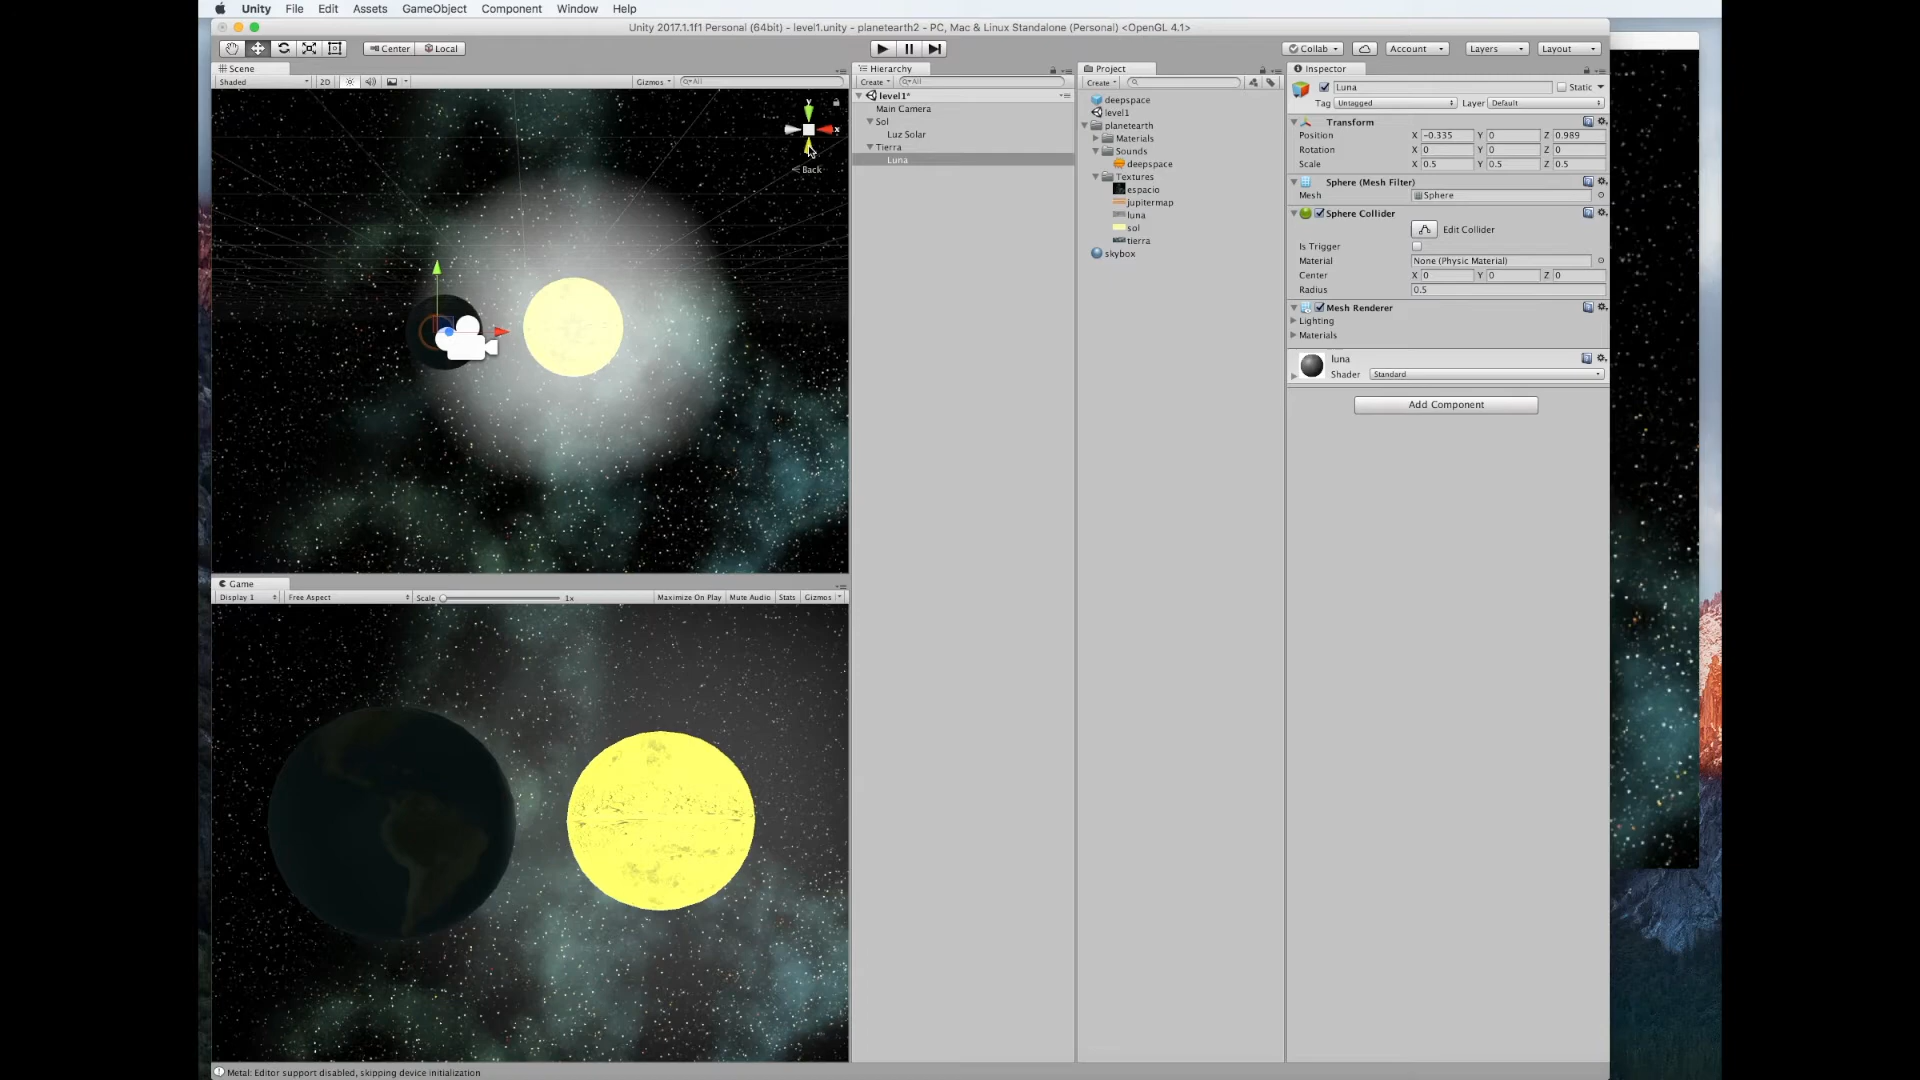 Unity File Edit Assets GameObject Component Window Help
Unity 2017.1.1f1 Personal (64bit) - level1.unity - planetearth2 - PC, Mac & Linux Standalone (Personal) <OpenGL 4.1>
Center Local Collab Account Layers Layout
Scene
Shaded 2D Gizmos All
y
x
Back
Game
Display 1 Free Aspect Scale 1x Maximize On Play Mute Audio Stats Gizmos
Hierarchy
Create All
level1*
Main Camera
Sol
Luz Solar
Tierra
Luna
Project
Create
deepspace
level1
planetearth
Materials
Sounds
deepspace
Textures
espacio
jupitermap
luna
sol
tierra
skybox
Inspector
Luna Static
Tag Untagged Layer Default
Transform
Position X -0.335 Y 0 Z 0.989
Rotation X 0 Y 0 Z 0
Scale X 0.5 Y 0.5 Z 0.5
Sphere (Mesh Filter)
Mesh Sphere
Sphere Collider
Edit Collider
Is Trigger
Material None (Physic Material)
Center X 0 Y 0 Z 0
Radius 0.5
Mesh Renderer
Lighting
Materials
luna
Shader Standard
Add Component
Metal: Editor support disabled, skipping device initialization